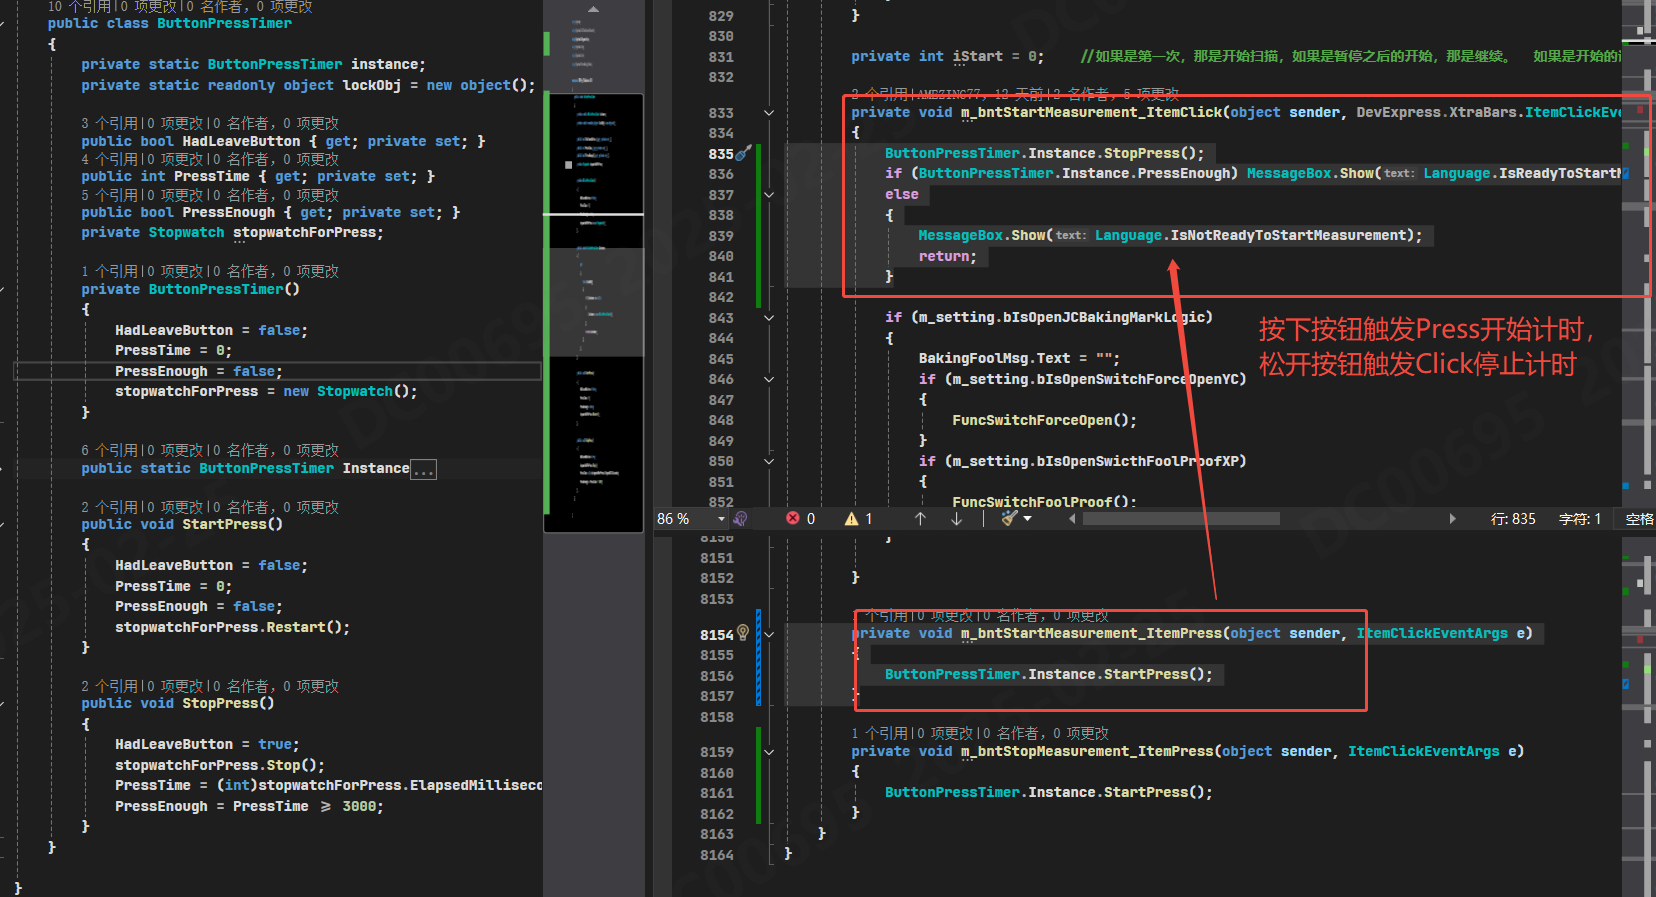 10 个引用|0 项更改|0 名作者, 0 项更改
public class ButtonPressTimer
{
private static ButtonPressTimer instance;
private static readonly object lockObj = new object();
3 个引用|0 项更改|0 名作者, 0 项更改
public bool HadLeaveButton { get; private set; }
4 个引用|0 项更改|0 名作者, 0 项更改
public int PressTime { get; private set; }
5 个引用|0 项更改|0 名作者, 0 项更改
public bool PressEnough { get; private set; }
private Stopwatch stopwatchForPress;
1 个引用|0 项更改|0 名作者, 0 项更改
private ButtonPressTimer()
{
HadLeaveButton = false;
PressTime = 0;
PressEnough = false;
stopwatchForPress = new Stopwatch();
}
6 个引用|0 项更改|0 名作者, 0 项更改
public static ButtonPressTimer Instance...
2 个引用|0 项更改|0 名作者, 0 项更改
public void StartPress()
{
HadLeaveButton = false;
PressTime = 0;
PressEnough = false;
stopwatchForPress.Restart();
}
2 个引用|0 项更改|0 名作者, 0 项更改
public void StopPress()
{
HadLeaveButton = true;
stopwatchForPress.Stop();
PressTime = (int)stopwatchForPress.ElapsedMilliseco
PressEnough = PressTime ⩾ 3000;
}
}
}
829 }
830
831 private int iStart = 0; //如果是第一次，那是开始扫描，如果是暂停之后的开始，那是继续。 如果是开始的
832
2 个引用|AMEZING77, 12 天前|2 名作者, 5 项更改
833 private void m_bntStartMeasurement_ItemClick(object sender, DevExpress.XtraBars.ItemClickEve
834 {
835 ButtonPressTimer.Instance.StopPress();
836 if (ButtonPressTimer.Instance.PressEnough) MessageBox.Show(text: Language.IsReadyToStartM
837 else
838 {
839 MessageBox.Show(text: Language.IsNotReadyToStartMeasurement);
840 return;
841 }
842
843 if (m_setting.bIsOpenJCBakingMarkLogic)
844 {
845 BakingFoolMsg.Text = "";
846 if (m_setting.bIsOpenSwitchForceOpenYC)
847 {
848 FuncSwitchForceOpen();
849 }
850 if (m_setting.bIsOpenSwicthFoolProofXP)
851 {
852 FuncSwitchFoolProof();
按下按钮触发Press开始计时，
松开按钮触发Click停止计时
86 % 0 1 行: 835 字符: 1 空格
8150 }
8151
8152 }
8153
个引用|0 项更改|0 名作者, 0 项更改
8154 private void m_bntStartMeasurement_ItemPress(object sender, ItemClickEventArgs e)
8155 {
8156 ButtonPressTimer.Instance.StartPress();
8157 }
8158
1 个引用|0 项更改|0 名作者, 0 项更改
8159 private void m_bntStopMeasurement_ItemPress(object sender, ItemClickEventArgs e)
8160 {
8161 ButtonPressTimer.Instance.StartPress();
8162 }
8163 }
8164 }